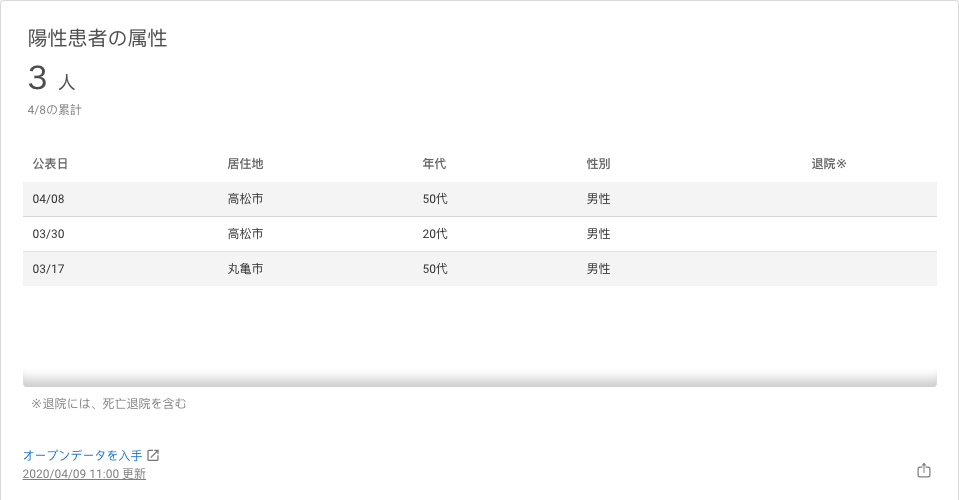 陽性患者の属性
3 人
4/8の累計
公表日 居住地 年代 性別 退院※
04/08 高松市 50代 男性
03/30 高松市 20代 男性
03/17 丸亀市 50代 男性
※退院には、死亡退院を含む
オープンデータを入手
2020/04/09 11:00 更新